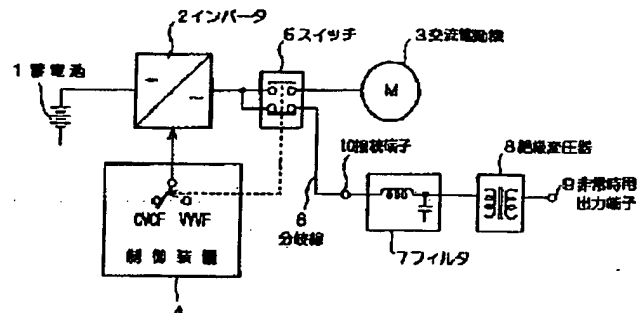 2インバータ
6スイッチ
3交流電動機
1蓄電池
M
10接続端子
8絶縁変圧器
9非常時用
出力端子
CVCF VVVF
6
分岐線
制御装置
7フィルタ
4